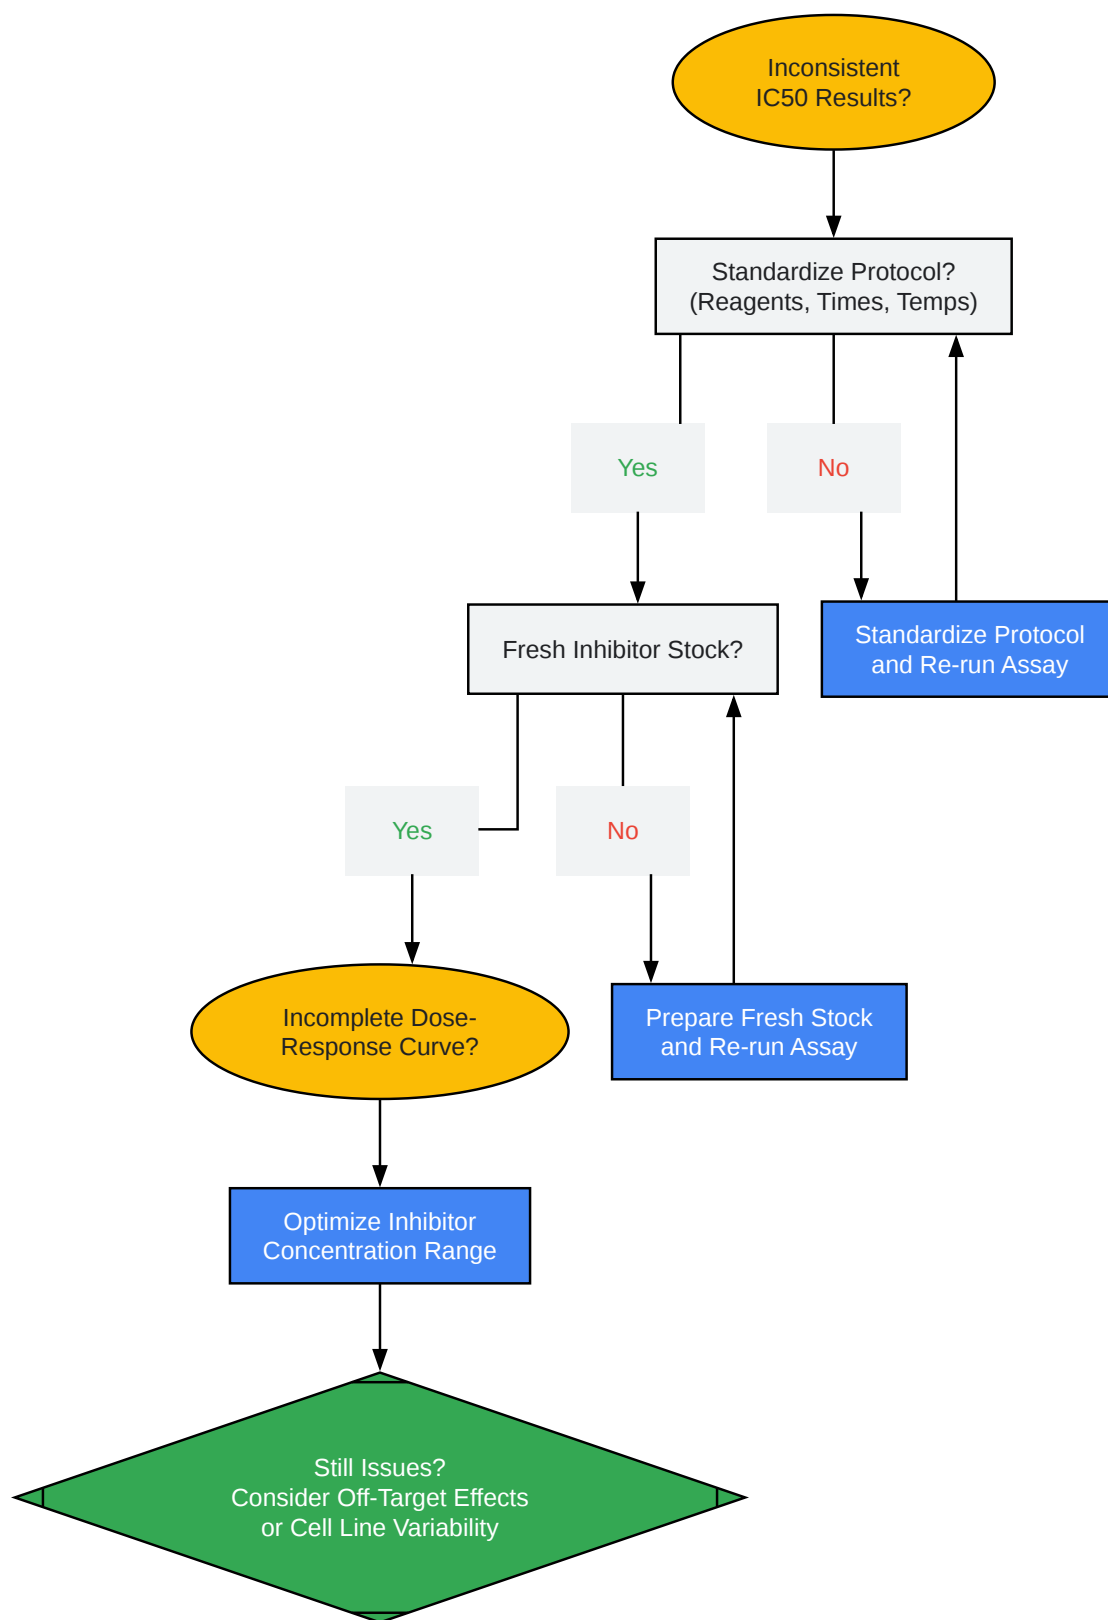 Inconsistent
IC50 Results?
Standardize Protocol?
(Reagents, Times, Temps)
Yes
No
Standardize Protocol
and Re-run Assay
Fresh Inhibitor Stock?
Yes
No
Incomplete Dose-
Response Curve?
Prepare Fresh Stock
and Re-run Assay
Optimize Inhibitor
Concentration Range
Still Issues?
Consider Off-Target Effects
or Cell Line Variability